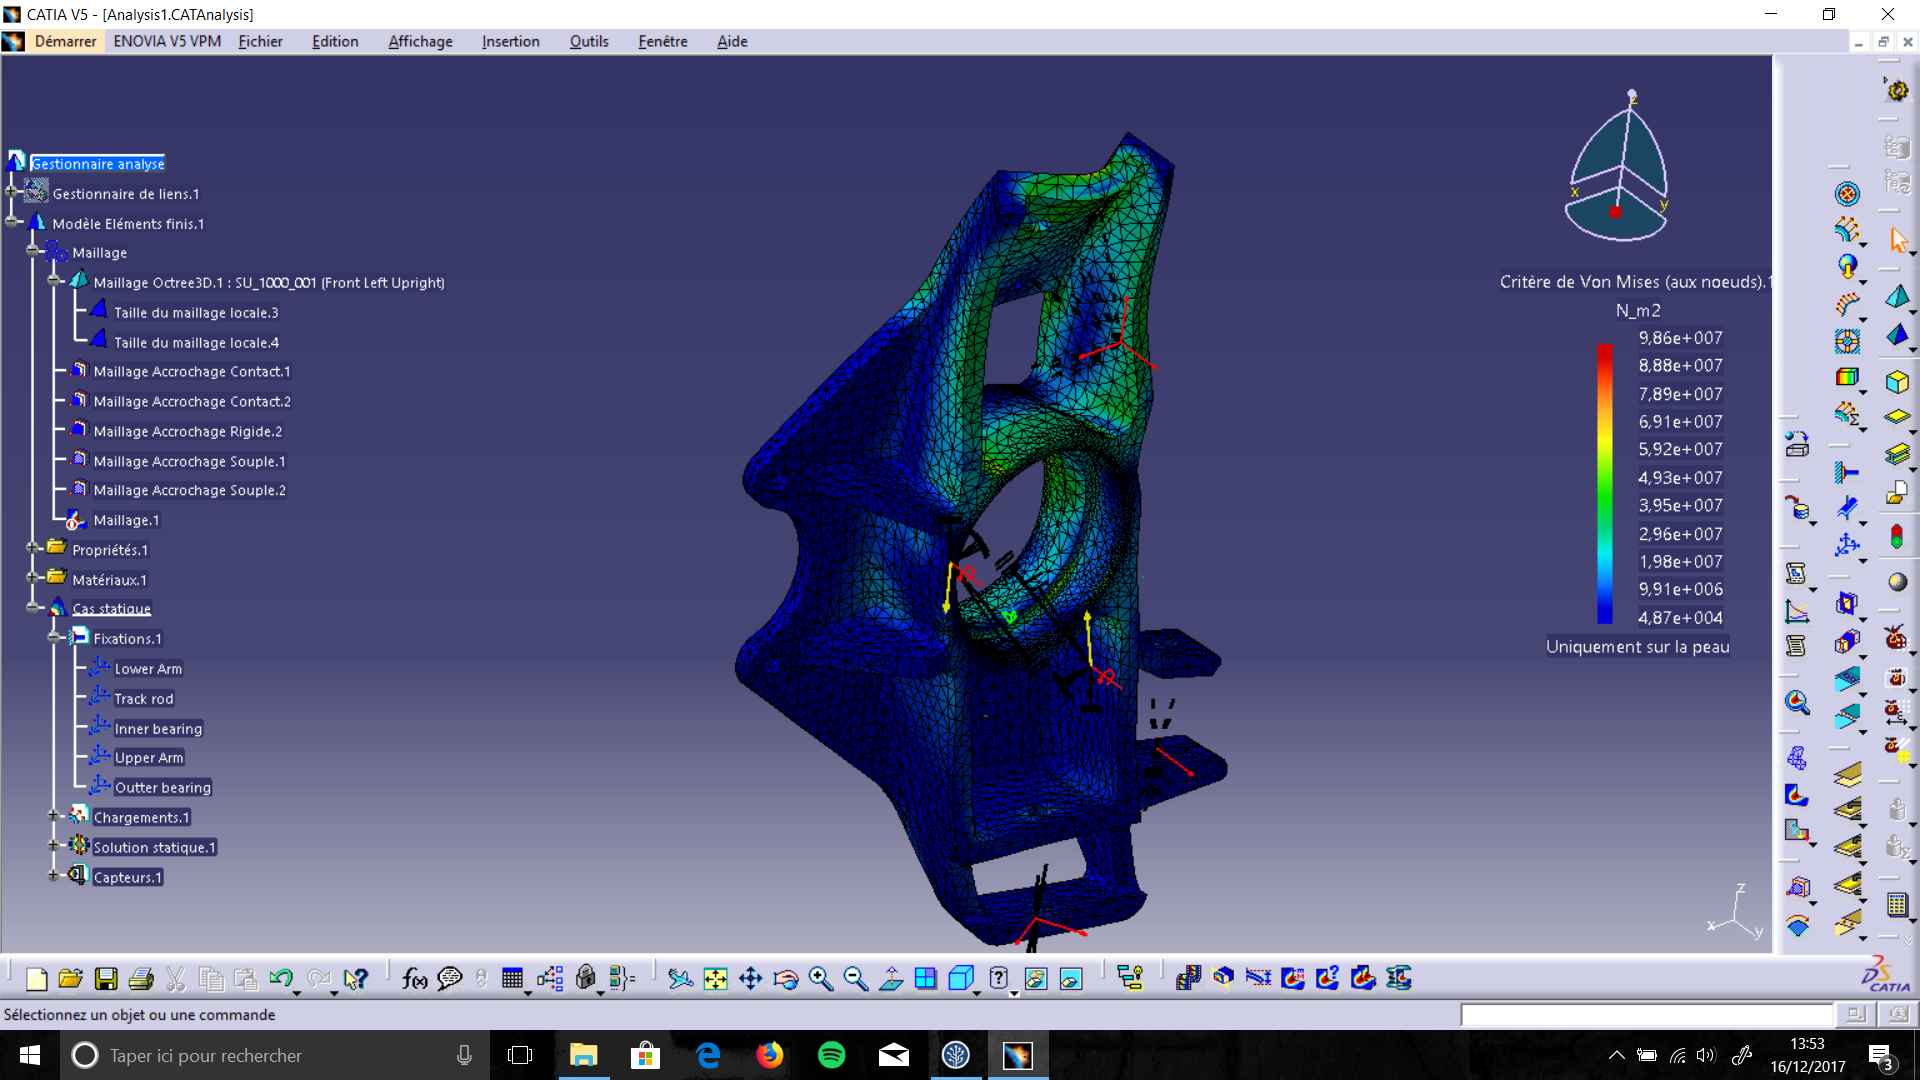 CATIA V5 - [Analysis1.CATAnalysis]
Démarrer ENOVIA V5 VPM Fichier Edition Affichage Insertion Outils Fenêtre Aide
Gestionnaire analyse
Gestionnaire de liens.1
Modèle Eléments finis.1
Maillage
Maillage Octree3D.1 : SU_1000_001 (Front Left Upright)
Taille du maillage locale.3
Taille du maillage locale.4
Maillage Accrochage Contact.1
Maillage Accrochage Contact.2
Maillage Accrochage Rigide.2
Maillage Accrochage Souple.1
Maillage Accrochage Souple.2
Maillage.1
Propriétés.1
Matériaux.1
Cas statique
Fixations.1
Lower Arm
Track rod
Inner bearing
Upper Arm
Outter bearing
Chargements.1
Solution statique.1
Capteurs.1
z
x
y
Critère de Von Mises (aux noeuds).1
N_m2
9,86e+007
8,88e+007
7,89e+007
6,91e+007
5,92e+007
4,93e+007
3,95e+007
2,96e+007
1,98e+007
9,91e+006
4,87e+004
Uniquement sur la peau
z
x
y
f(x)
CATIA
Sélectionnez un objet ou une commande
Taper ici pour rechercher
13:53
16/12/2017
3